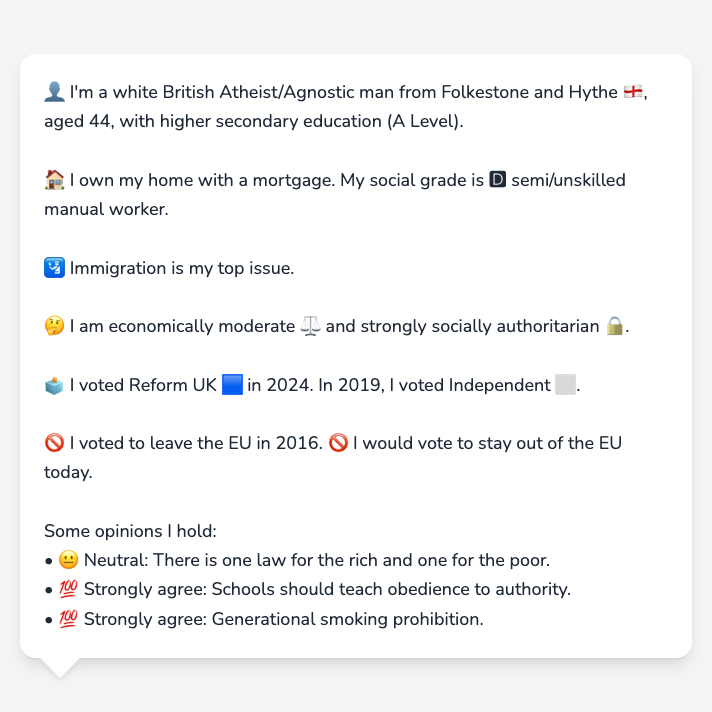 👤 I'm a white British Atheist/Agnostic man from Folkestone and Hythe 🏴󠁧󠁢󠁥󠁮󠁧󠁿,
aged 44, with higher secondary education (A Level).
🏠 I own my home with a mortgage. My social grade is 🅳 semi/unskilled
manual worker.
🛂 Immigration is my top issue.
🤔 I am economically moderate ⚖️ and strongly socially authoritarian 🔒.
🗳️ I voted Reform UK 🟦 in 2024. In 2019, I voted Independent ⬜.
🚫 I voted to leave the EU in 2016. 🚫 I would vote to stay out of the EU
today.
Some opinions I hold:
• 😐 Neutral: There is one law for the rich and one for the poor.
• 💯 Strongly agree: Schools should teach obedience to authority.
• 💯 Strongly agree: Generational smoking prohibition.